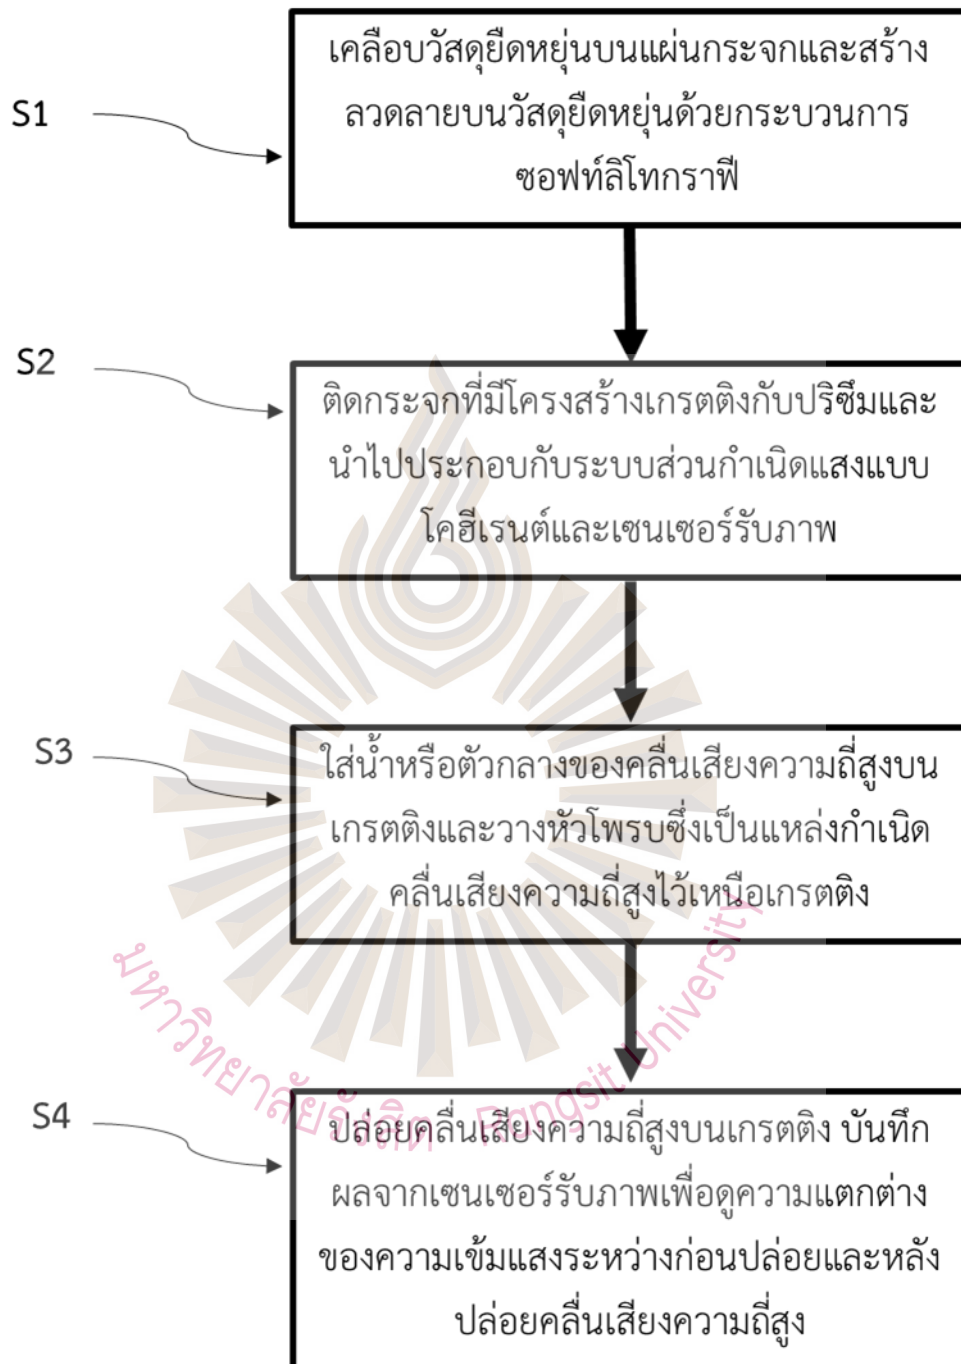 S1
เคลือบวัสดุยืดหยุ่นบนแผ่นกระจกและสร้าง
ลวดลายบนวัสดุยืดหยุ่นด้วยกระบวนการ
ซอฟท์ลิโทกราฟี
S2
ติดกระจกที่มีโครงสร้างเกรตติงกับปริซึมและ
นำไปประกอบกับระบบส่วนกำเนิดแสงแบบ
โคฮีเรนต์และเซนเซอร์รับภาพ
S3
ใส่น้ำหรือตัวกลางของคลื่นเสียงความถี่สูงบน
เกรตติงและวางหัวโพรบซึ่งเป็นแหล่งกำเนิด
คลื่นเสียงความถี่สูงไว้เหนือเกรตติง
S4
ปล่อยคลื่นเสียงความถี่สูงบนเกรตติง บันทึก
ผลจากเซนเซอร์รับภาพเพื่อดูความแตกต่าง
ของความเข้มแสงระหว่างก่อนปล่อยและหลัง
ปล่อยคลื่นเสียงความถี่สูง
มหาวิทยาลัยรังสิต Rangsit University